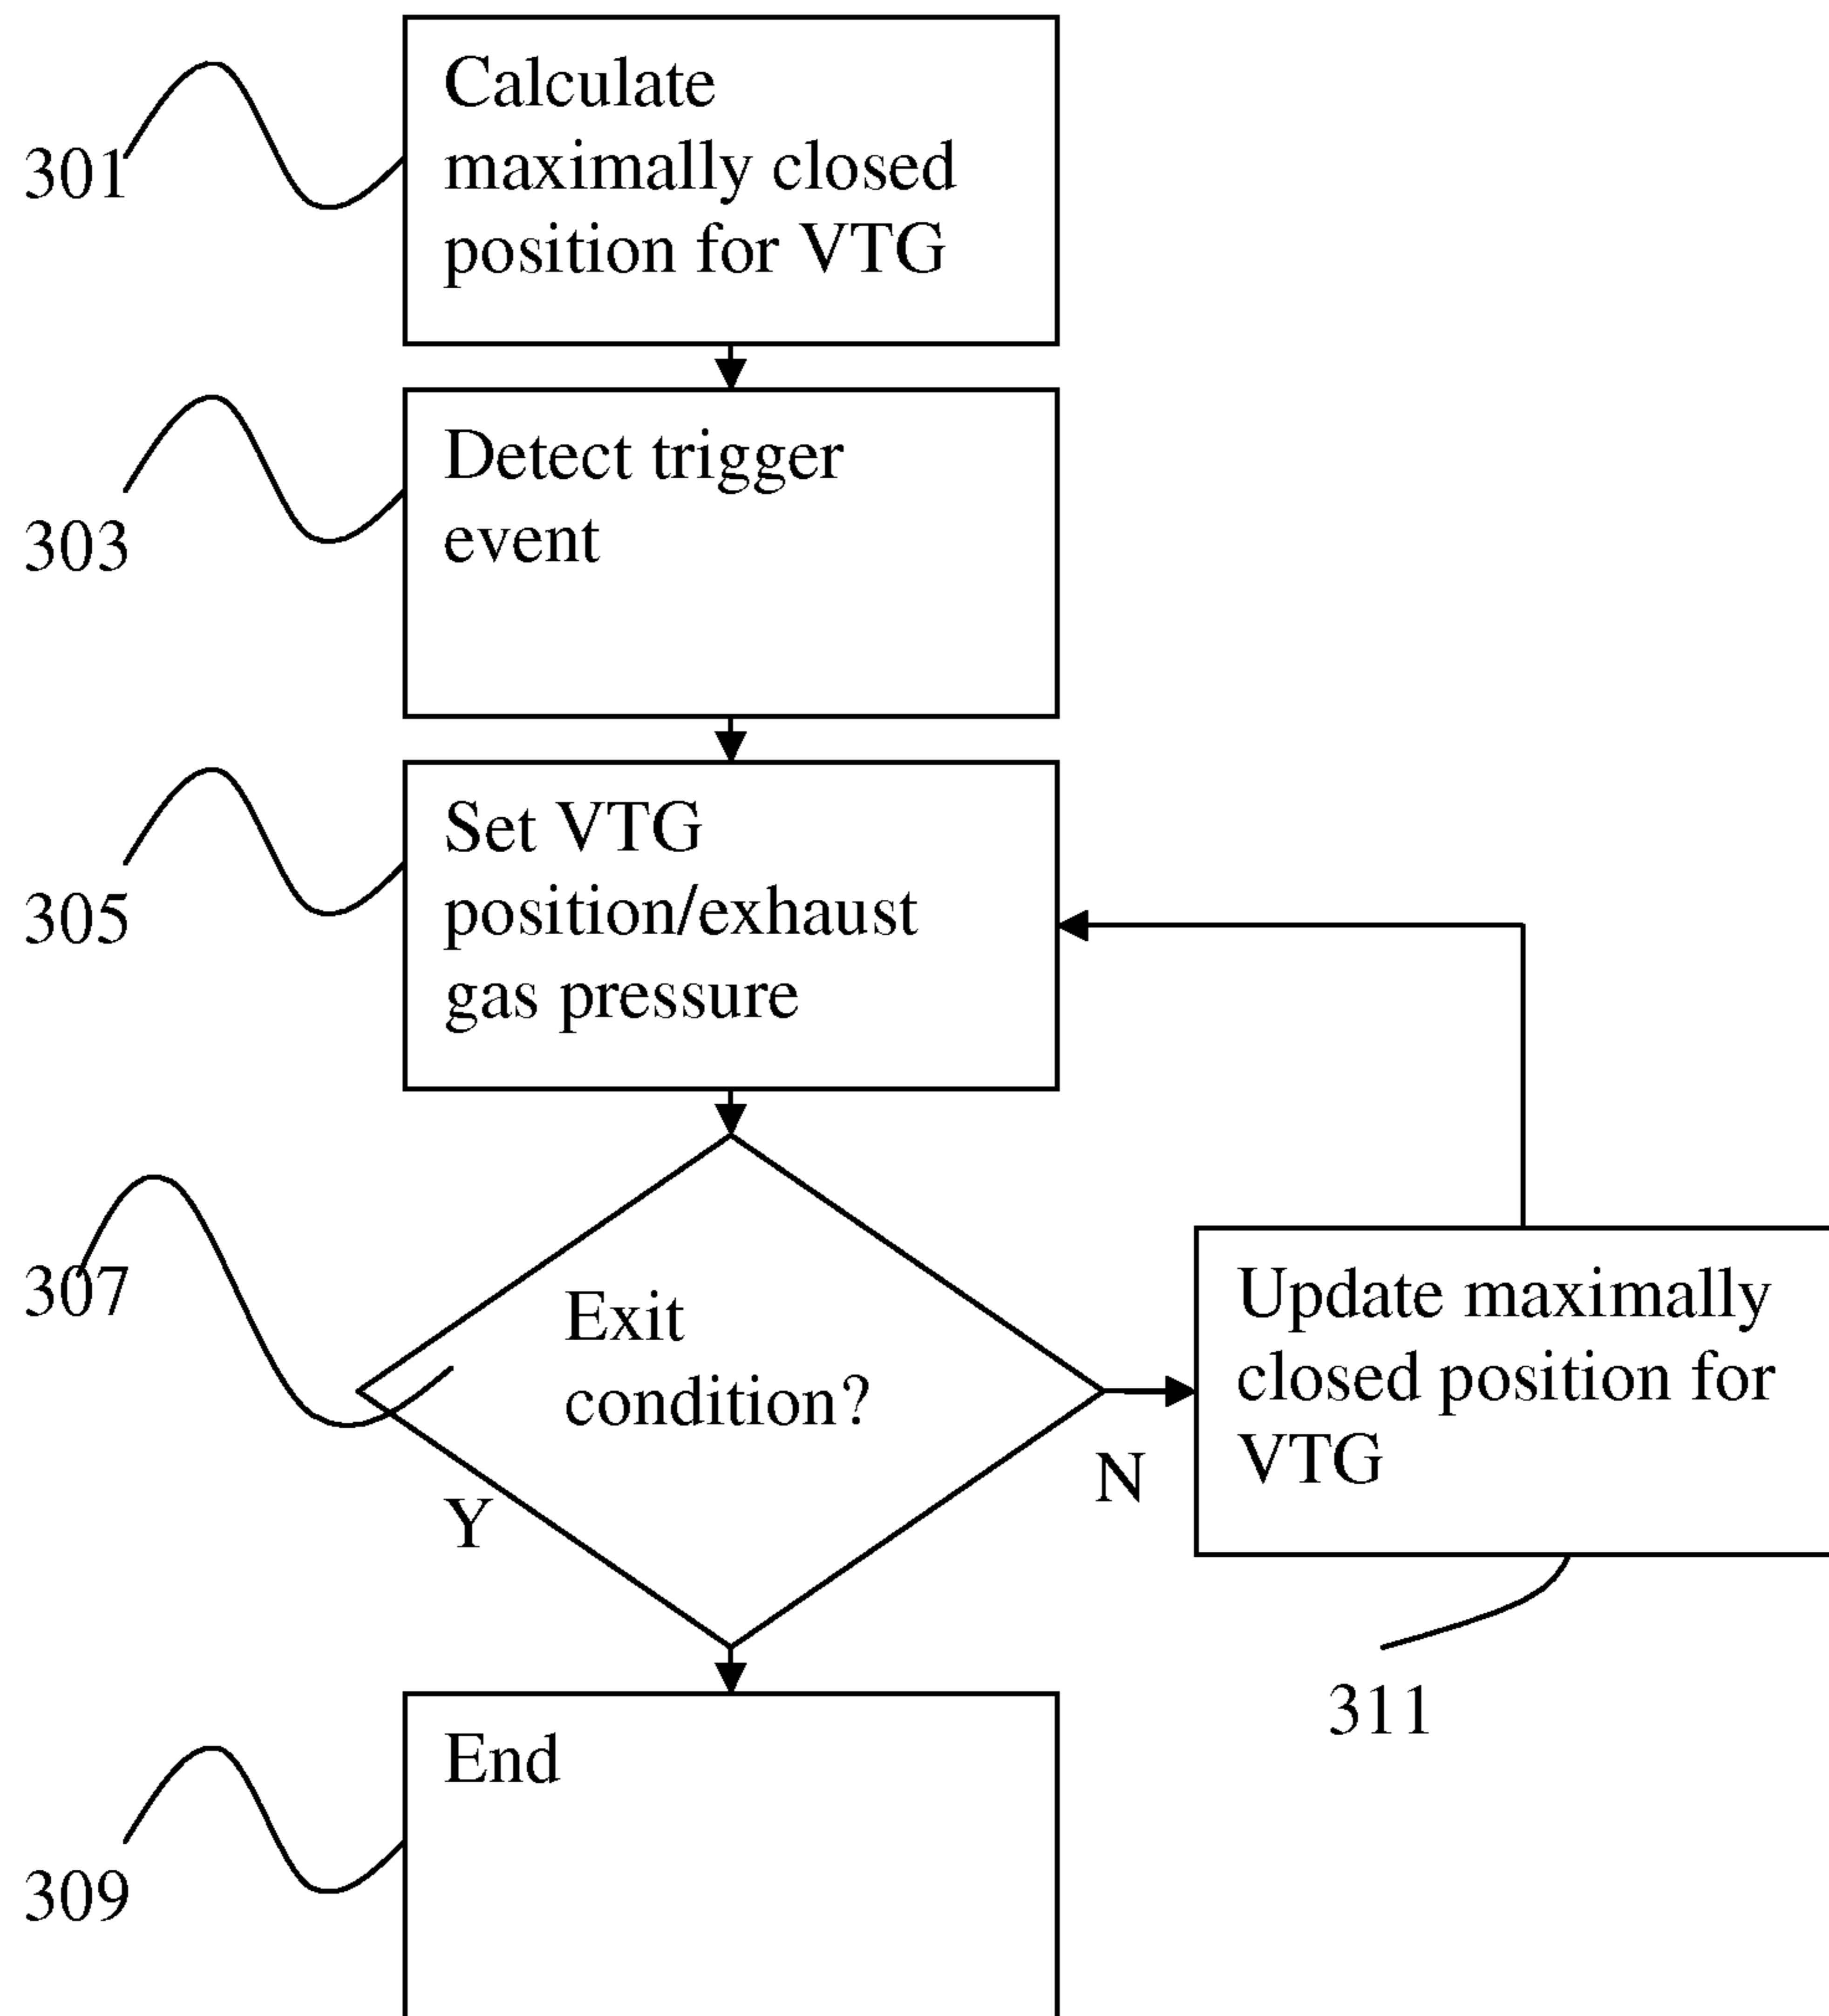 301
Calculate
maximally closed
position for VTG
303
Detect trigger
event
305
Set VTG
position/exhaust
gas pressure
307
Exit
condition?
Y
N
Update maximally
closed position for
VTG
311
309
End